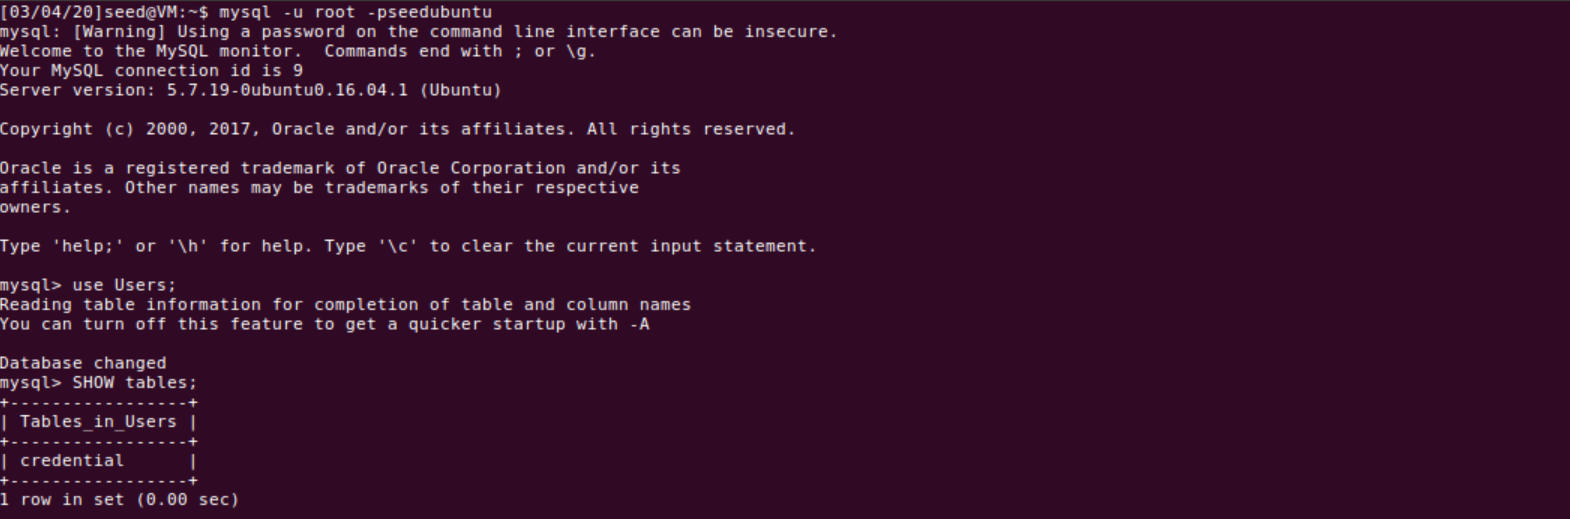 [03/04/20]seed@VM:~$ mysql -u root -pseedubuntu
mysql: [Warning] Using a password on the command line interface can be insecure.
Welcome to the MySQL monitor.  Commands end with ; or \g.
Your MySQL connection id is 9
Server version: 5.7.19-0ubuntu0.16.04.1 (Ubuntu)

Copyright (c) 2000, 2017, Oracle and/or its affiliates. All rights reserved.

Oracle is a registered trademark of Oracle Corporation and/or its
affiliates. Other names may be trademarks of their respective
owners.

Type 'help;' or '\h' for help. Type '\c' to clear the current input statement.

mysql> use Users;
Reading table information for completion of table and column names
You can turn off this feature to get a quicker startup with -A

Database changed
mysql> SHOW tables;
+-----------------+
| Tables_in_Users |
+-----------------+
| credential      |
+-----------------+
1 row in set (0.00 sec)